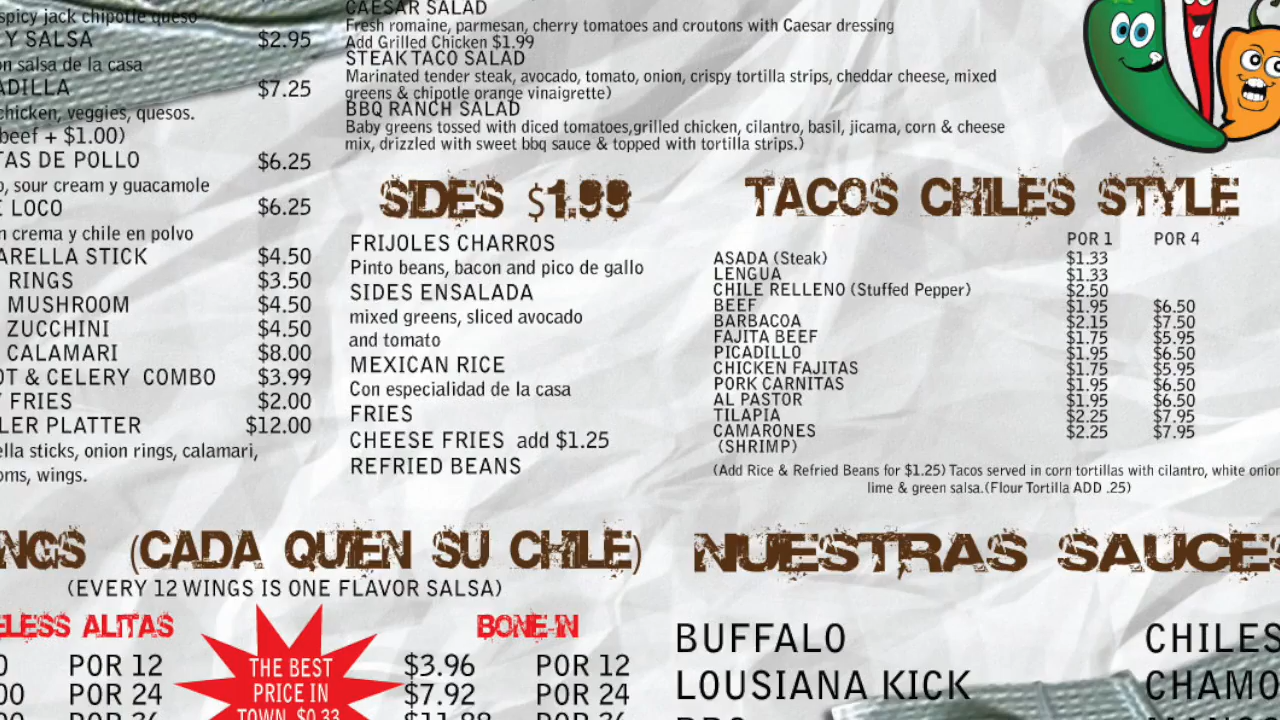 spicy jack chipotle queso
Y SALSA $2.95
salsa de la casa
$7.25
chicken, veggies, quesos.
beef + $1.00)
DE POLLO $6.25
sour cream y guacamole
LOCO $6.25
crema y chile en polvo
STICK $4.50
RINGS $3.50
MUSHROOM $4.50
ZUCCHINI $4.50
CALAMARI $8.00
& CELERY COMBO $3.99
FRIES $2.00
PLATTER $12.00
sticks, onion rings, calamari,
wings.
CAESAR SALAD
Fresh romaine, parmesan, cherry tomatoes and croutons with Caesar dressing
Add Grilled Chicken $1.99
STEAK TACO SALAD
Marinated tender steak, avocado, tomato, onion, crispy tortilla strips, cheddar cheese, mixed
greens & chipotle orange vinaigrette)
BBQ RANCH SALAD
Baby greens tossed with diced tomatoes,grilled chicken, cilantro, basil, jicama, corn & cheese
mix, drizzled with sweet bbq sauce & topped with tortilla strips.)
SIDES $1.99
FRIJOLES CHARROS
Pinto beans, bacon and pico de gallo
SIDES ENSALADA
mixed greens, sliced avocado
and tomato
MEXICAN RICE
Con especialidad de la casa
FRIES
CHEESE FRIES add $1.25
REFRIED BEANS
TACOS CHILES STYLE
POR 1 POR 4
ASADA (Steak) $1.33
LENGUA $1.33
CHILE RELLENO (Stuffed Pepper) $2.50
BEEF $1.95 $6.50
BARBACOA $2.15 $7.50
FAJITA BEEF $1.75 $5.95
PICADILLO $1.95 $6.50
CHICKEN FAJITAS $1.75 $5.95
PORK CARNITAS $1.95 $6.50
AL PASTOR $1.95 $6.50
TILAPIA $2.25 $7.95
CAMARONES $2.25 $7.95
(SHRIMP)
(Add Rice & Refried Beans for $1.25) Tacos served in corn tortillas with cilantro, white onion
lime & green salsa.(Flour Tortilla ADD .25)
(CADA QUIEN SU CHILE)
(EVERY 12 WINGS IS ONE FLAVOR SALSA)
ALITAS
BONE-IN
POR 12
POR 24
POR 36
THE BEST
PRICE IN
TOWN $0.33
$3.96 POR 12
$7.92 POR 24
$11.88 POR 36
NUESTRAS SAUCES
BUFFALO
LOUSIANA KICK
BBQ
CHILES